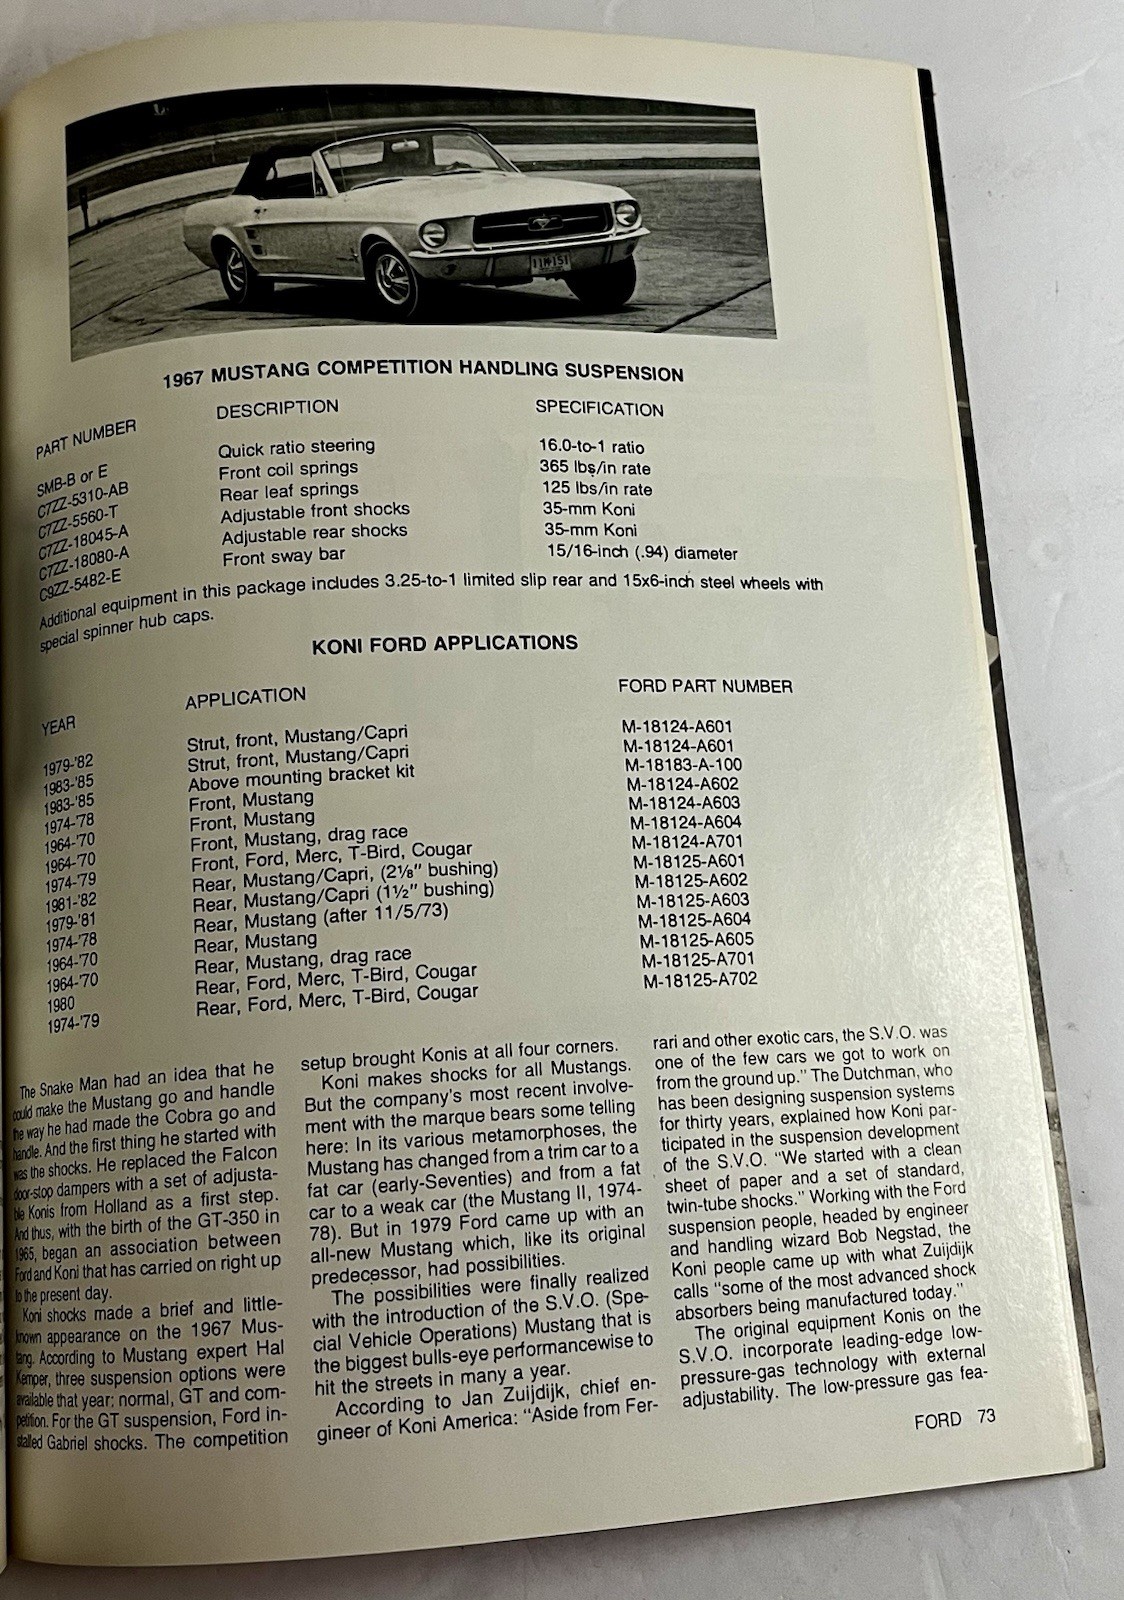 11M-151
1967 MUSTANG COMPETITION HANDLING SUSPENSION
PART NUMBER DESCRIPTION SPECIFICATION
SMB-B or E Quick ratio steering 16.0-to-1 ratio
C7ZZ-5310-AB Front coil springs 365 lbs/in rate
C7ZZ-5560-T Rear leaf springs 125 lbs/in rate
C7ZZ-18045-A Adjustable front shocks 35-mm Koni
C7ZZ-18080-A Adjustable rear shocks 35-mm Koni
C9ZZ-5482-E Front sway bar 15/16-inch (.94) diameter
Additional equipment in this package includes 3.25-to-1 limited slip rear and 15x6-inch steel wheels with
special spinner hub caps.
KONI FORD APPLICATIONS
YEAR APPLICATION FORD PART NUMBER
1979-'82 Strut, front, Mustang/Capri M-18124-A601
1983-'85 Strut, front, Mustang/Capri M-18124-A601
1983-'85 Above mounting bracket kit M-18183-A-100
1974-'78 Front, Mustang M-18124-A602
1964-'70 Front, Mustang M-18124-A603
1964-'70 Front, Mustang, drag race M-18124-A604
1974-'79 Front, Ford, Merc, T-Bird, Cougar M-18124-A701
1981-'82 Rear, Mustang/Capri, (2⅛" bushing) M-18125-A601
1979-'81 Rear, Mustang/Capri (1½" bushing) M-18125-A602
1974-'78 Rear, Mustang (after 11/5/73) M-18125-A603
1964-'70 Rear, Mustang M-18125-A604
1964-'70 Rear, Mustang, drag race M-18125-A605
1980 Rear, Ford, Merc, T-Bird, Cougar M-18125-A701
1974-'79 Rear, Ford, Merc, T-Bird, Cougar M-18125-A702
The Snake Man had an idea that he
could make the Mustang go and handle
the way he had made the Cobra go and
handle. And the first thing he started with
was the shocks. He replaced the Falcon
door-stop dampers with a set of adjusta-
ble Konis from Holland as a first step.
And thus, with the birth of the GT-350 in
1965, began an association between
Ford and Koni that has carried on right up
to the present day.
Koni shocks made a brief and little-
known appearance on the 1967 Mus-
tang. According to Mustang expert Hal
Kemper, three suspension options were
available that year: normal, GT and com-
petition. For the GT suspension, Ford in-
stalled Gabriel shocks. The competition
setup brought Konis at all four corners.
Koni makes shocks for all Mustangs.
But the company's most recent involve-
ment with the marque bears some telling
here: In its various metamorphoses, the
Mustang has changed from a trim car to a
fat car (early-Seventies) and from a fat
car to a weak car (the Mustang II, 1974-
78). But in 1979 Ford came up with an
all-new Mustang which, like its original
predecessor, had possibilities.
The possibilities were finally realized
with the introduction of the S.V.O. (Spe-
cial Vehicle Operations) Mustang that is
the biggest bulls-eye performancewise to
hit the streets in many a year.
According to Jan Zuijdijk, chief en-
gineer of Koni America: "Aside from Fer-
rari and other exotic cars, the S.V.O. was
one of the few cars we got to work on
from the ground up." The Dutchman, who
has been designing suspension systems
for thirty years, explained how Koni par-
ticipated in the suspension development
of the S.V.O. "We started with a clean
sheet of paper and a set of standard,
twin-tube shocks." Working with the Ford
suspension people, headed by engineer
and handling wizard Bob Negstad, the
Koni people came up with what Zuijdijk
calls "some of the most advanced shock
absorbers being manufactured today."
The original equipment Konis on the
S.V.O. incorporate leading-edge low-
pressure-gas technology with external
adjustability. The low-pressure gas fea-
FORD 73